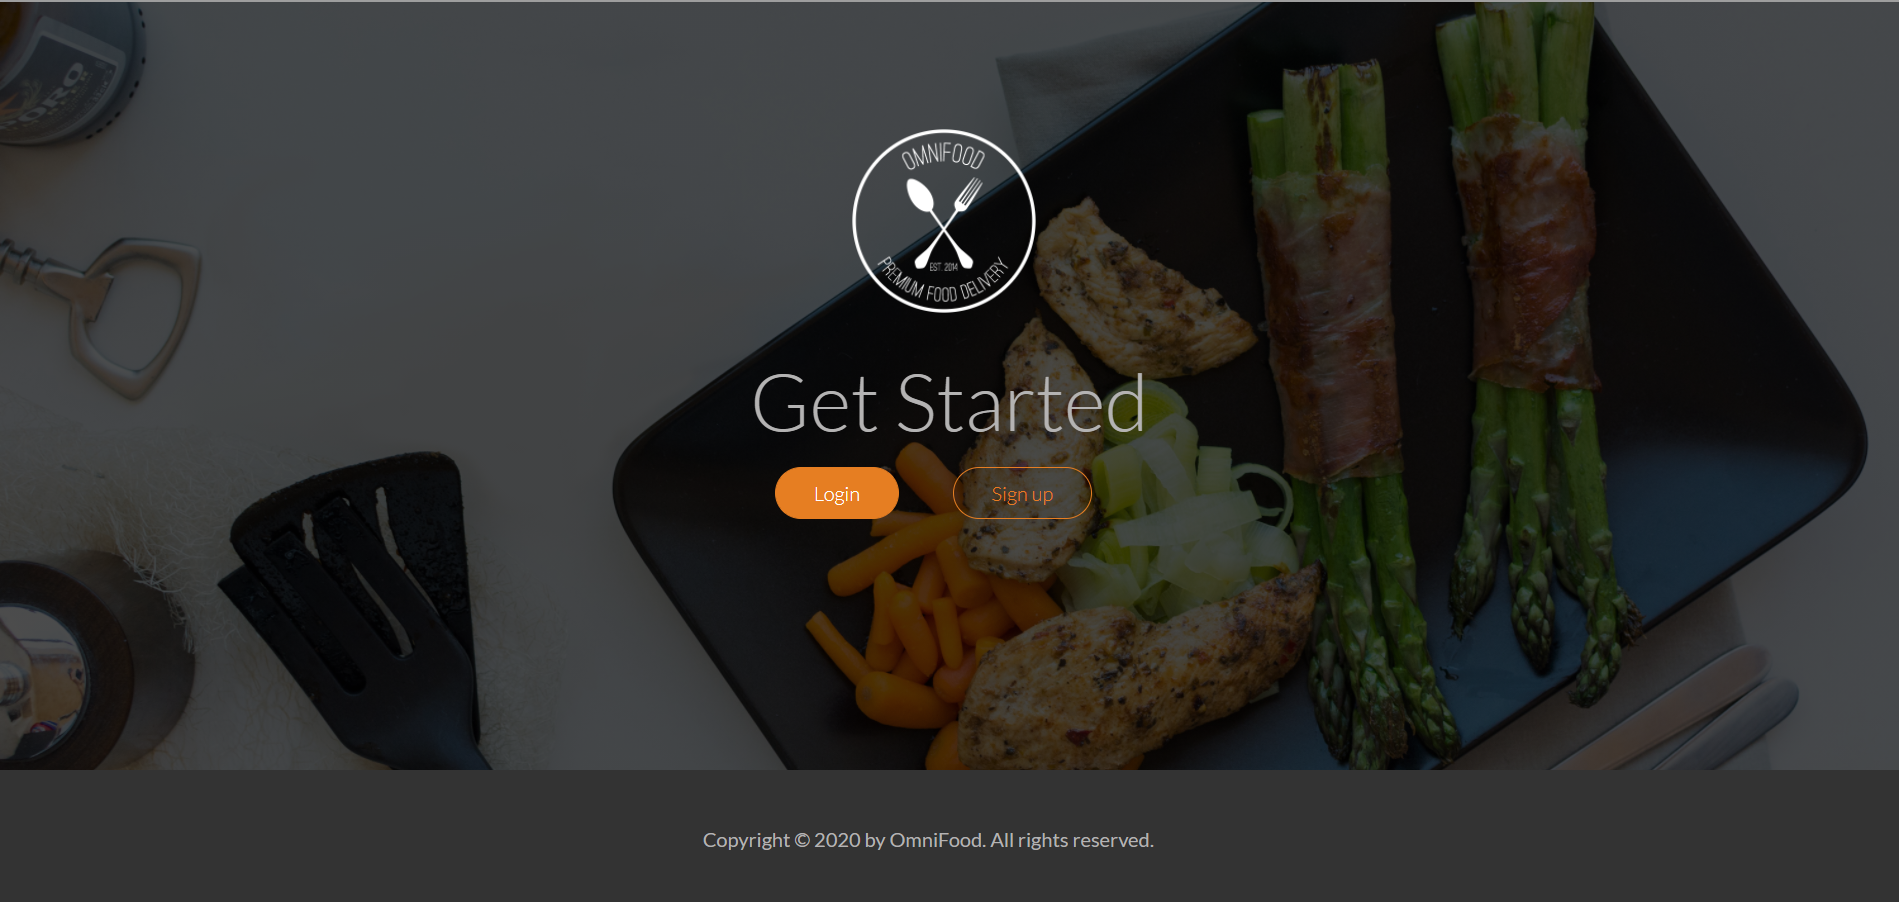 OMNIFOOD
EST. 2014
PREMIUM FOOD DELIVERY
Get Started
Login
Sign up
Copyright © 2020 by OmniFood. All rights reserved.